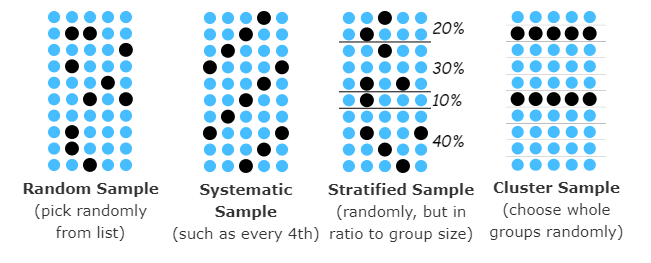 20%
30%
10%
40%
Random Sample
(pick randomly
from list)
Systematic
Sample
(such as every 4th)
Stratified Sample
(randomly, but in
ratio to group size)
Cluster Sample
(choose whole
groups randomly)